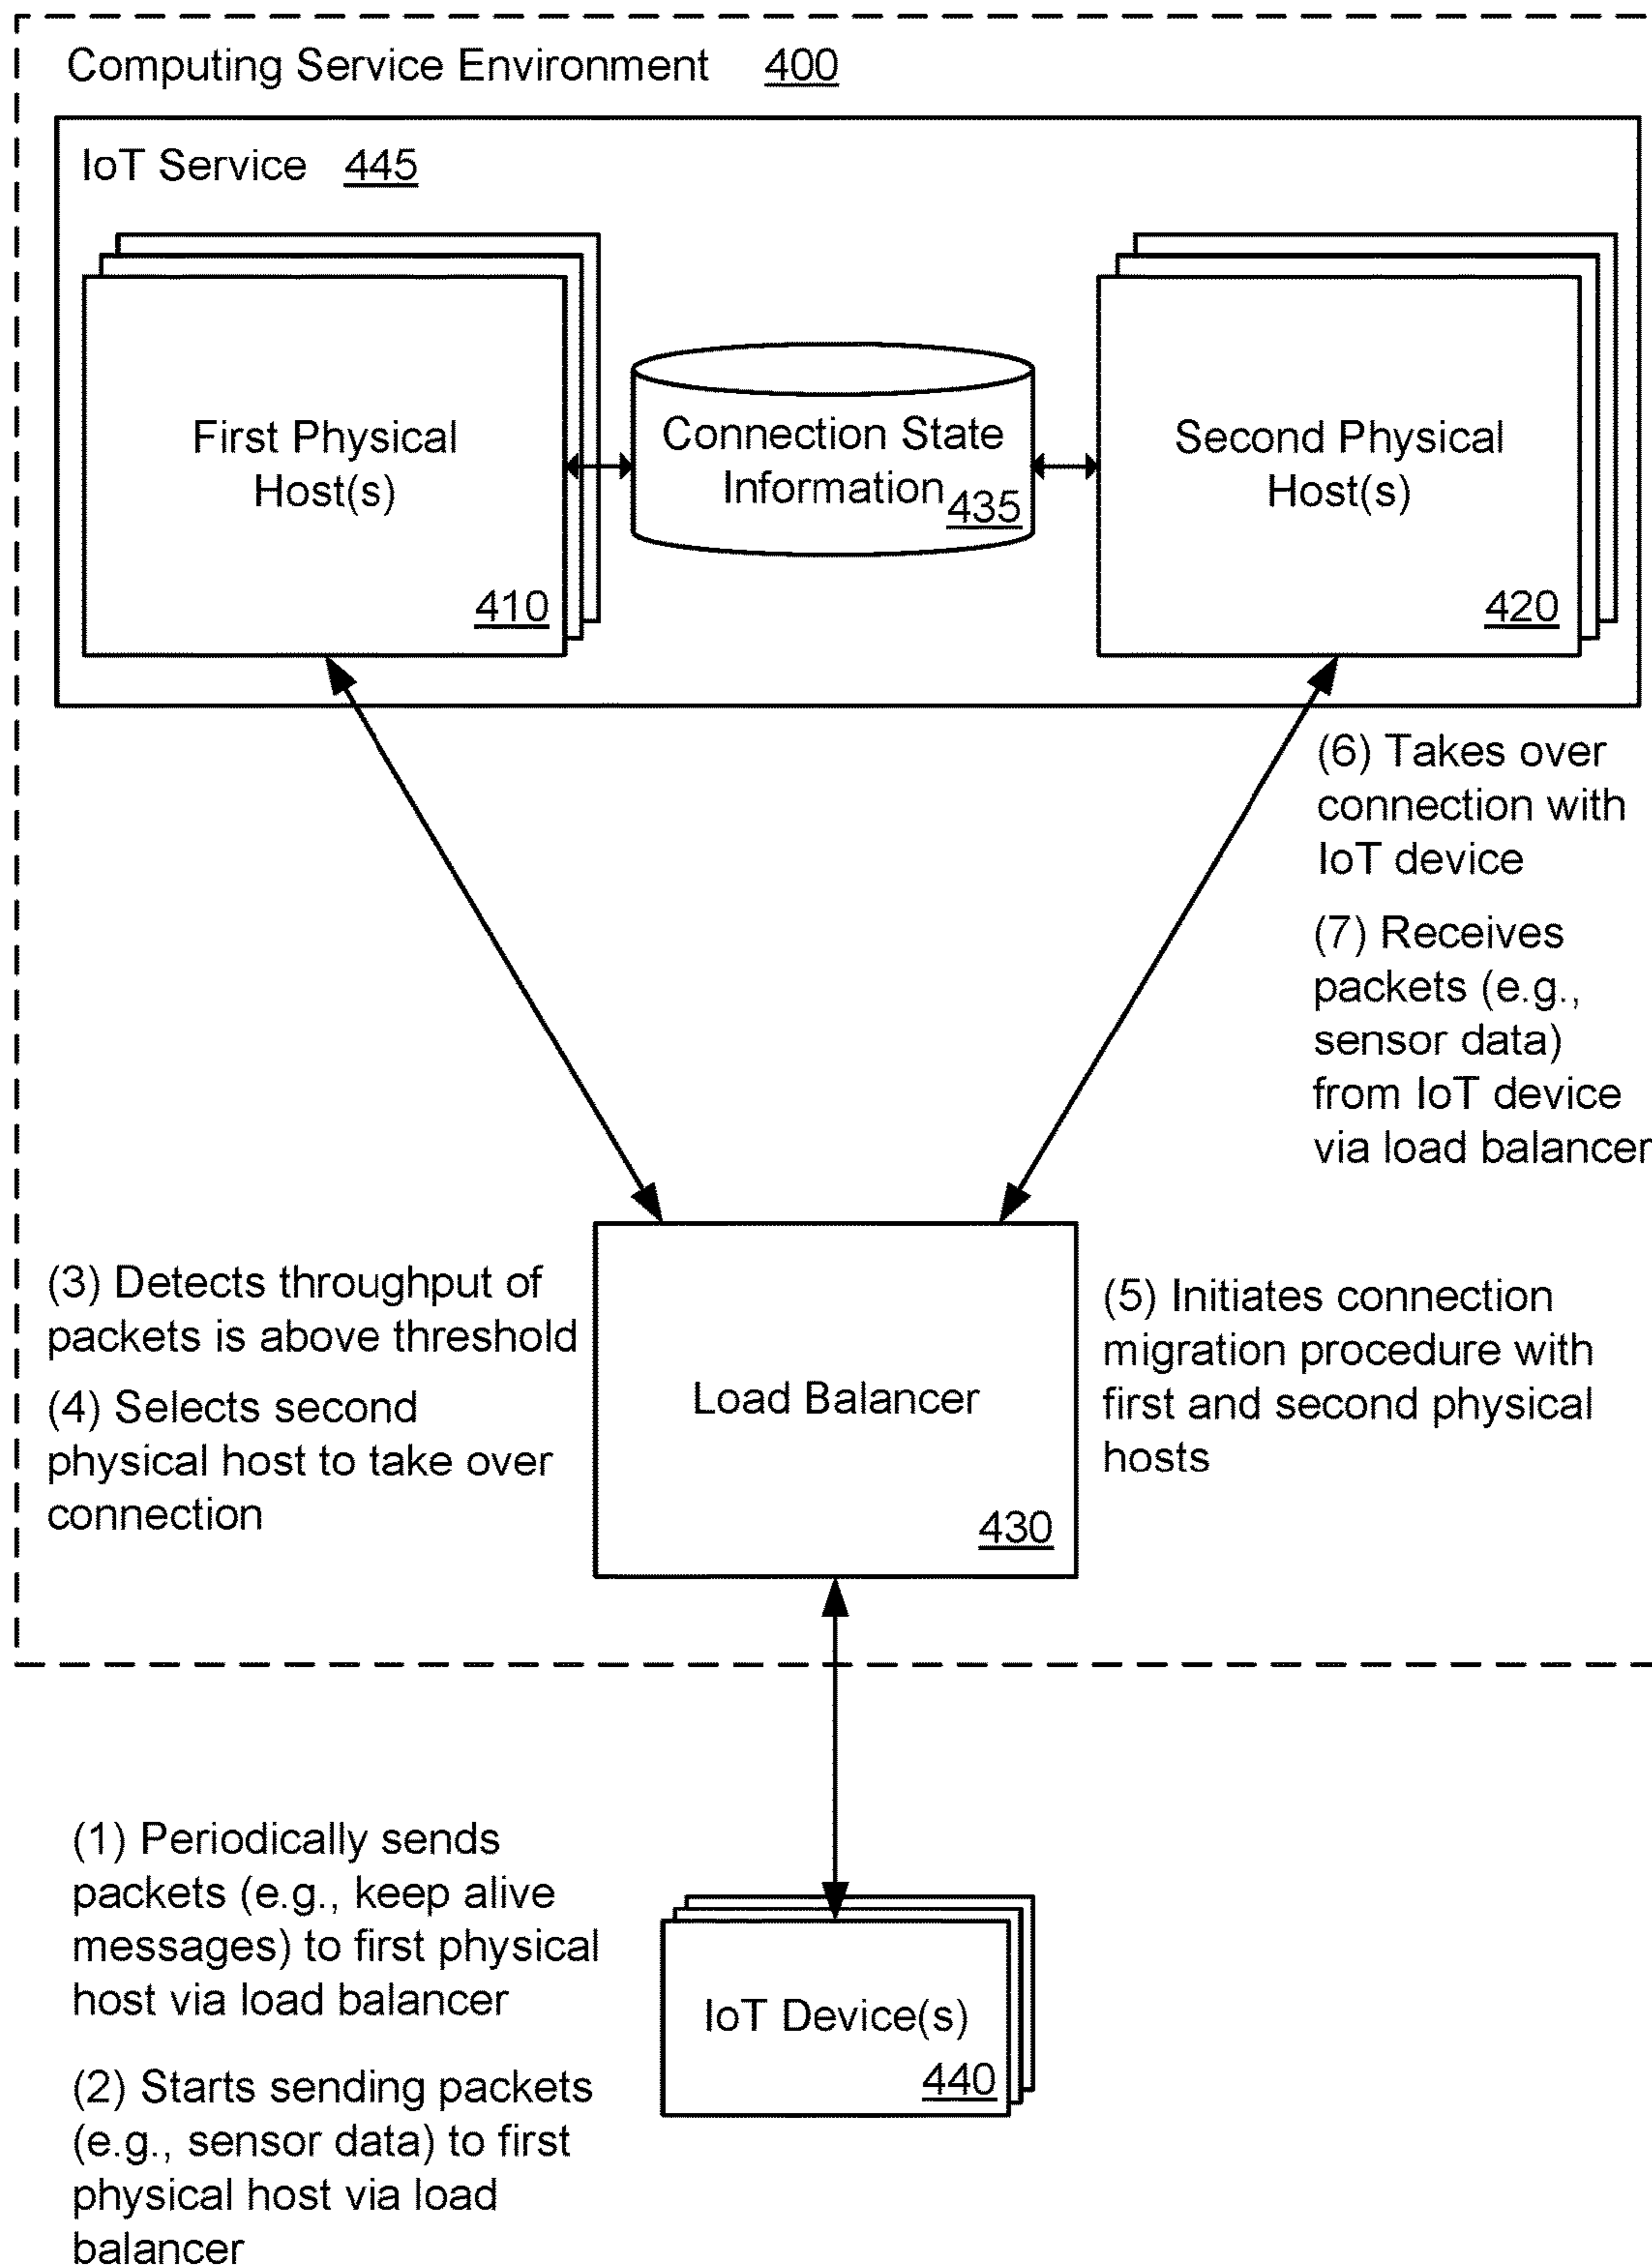 Computing Service Environment 400
IoT Service 445
First Physical
Host(s)
410
Connection State
Information
435
Second Physical
Host(s)
420
(6) Takes over
connection with
IoT device
(7) Receives
packets (e.g.,
sensor data)
from IoT device
via load balancer
(3) Detects throughput of
packets is above threshold
(4) Selects second
physical host to take over
connection
Load Balancer
430
(5) Initiates connection
migration procedure with
first and second physical
hosts
(1) Periodically sends
packets (e.g., keep alive
messages) to first physical
host via load balancer
(2) Starts sending packets
(e.g., sensor data) to first
physical host via load
balancer
IoT Device(s)
440